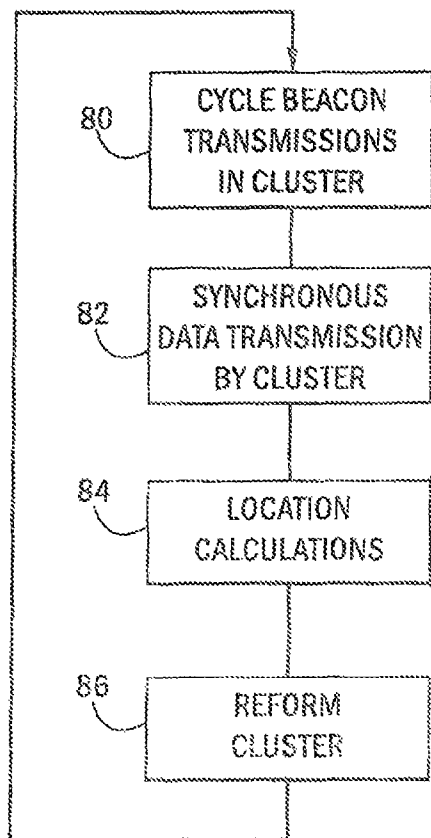 80
CYCLE BEACON
TRANSMISSIONS
IN CLUSTER
82
SYNCHRONOUS
DATA TRANSMISSION
BY CLUSTER
84
LOCATION
CALCULATIONS
86
REFORM
CLUSTER